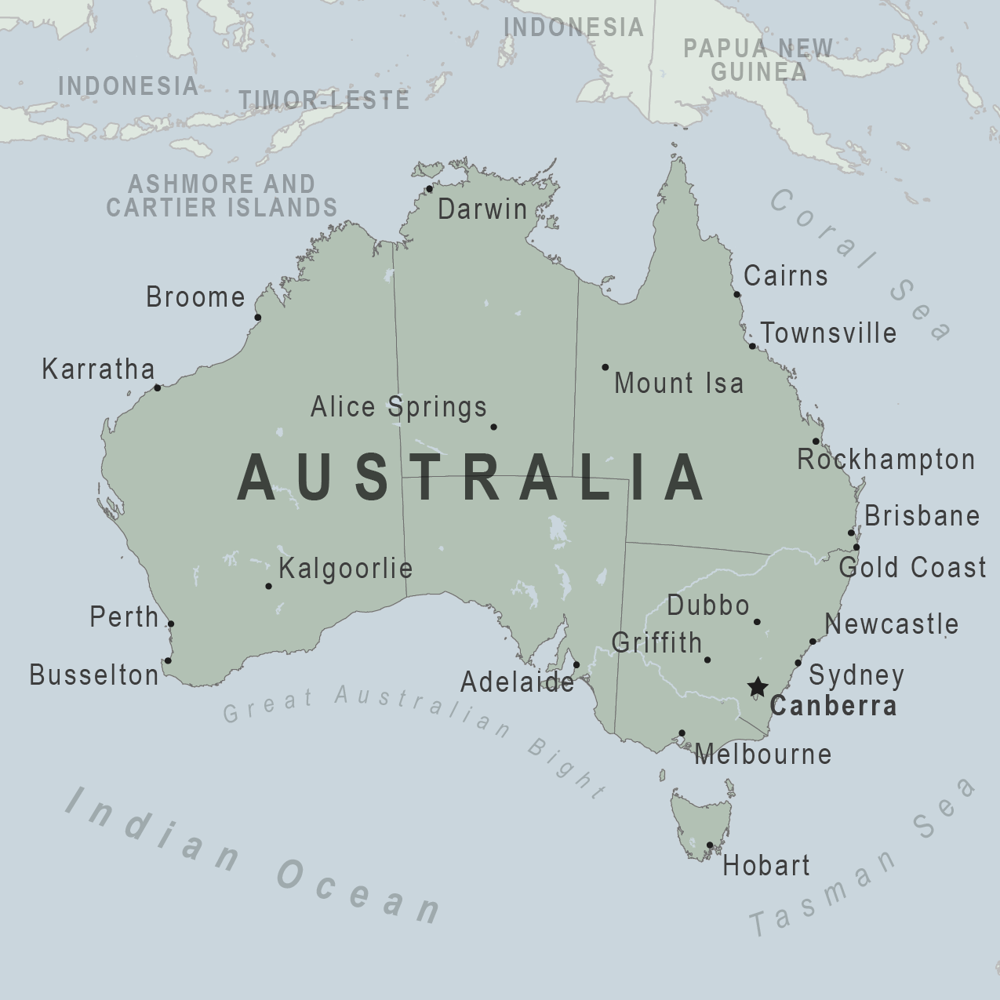 INDONESIA
PAPUA NEW
GUINEA
INDONESIA
TIMOR-LESTE
ASHMORE AND
CARTIER ISLANDS
Coral Sea
Darwin
Cairns
Broome
Townsville
Karratha
Mount Isa
Alice Springs
AUSTRALIA
Rockhampton
Brisbane
Gold Coast
Kalgoorlie
Dubbo
Perth
Newcastle
Griffith
Busselton
Adelaide
Sydney
Canberra
Great Australian Bight
Melbourne
Indian Ocean
Hobart
Tasman Sea